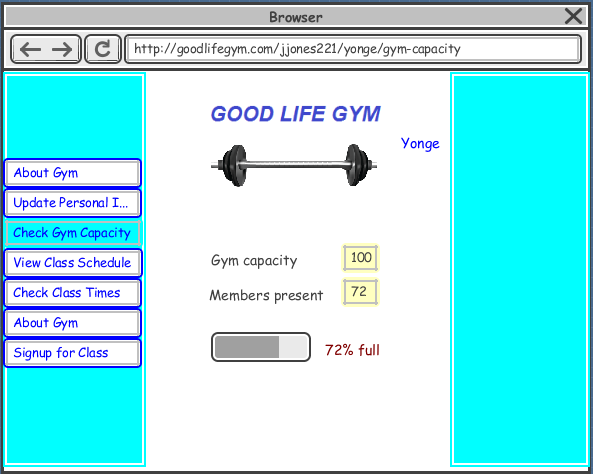 Browser
http://goodlifegym.com/jjones221/yonge/gym-capacity
GOOD LIFE GYM
Yonge
About Gym
Update Personal I...
Check Gym Capacity
View Class Schedule
Check Class Times
About Gym
Signup for Class
Gym capacity 100
Members present 72
72% full